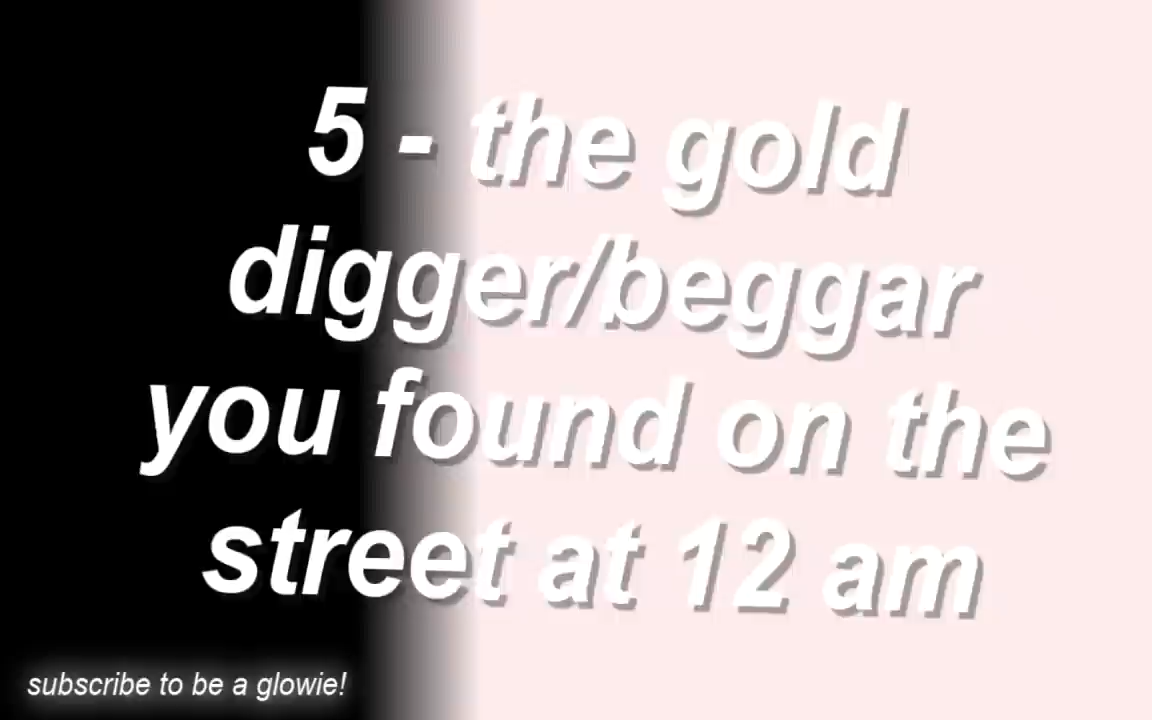 5 - the gold
digger/beggar
you found on the
street at 12 am
subscribe to be a glowie!